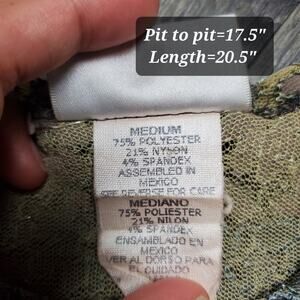 Pit to pit=17.5"
Length=20.5"
MEDIUM
75% POLYESTER
21% NYLON
4% SPANDEX
ASSEMBLED IN
MEXICO
SEE REVERSE FOR CARE
MEDIANO
75% POLIESTER
21% NILON
4% SPANDEX
ENSAMBLADO EN
MEXICO
VER AL DORSO PARA
EL CUIDADO